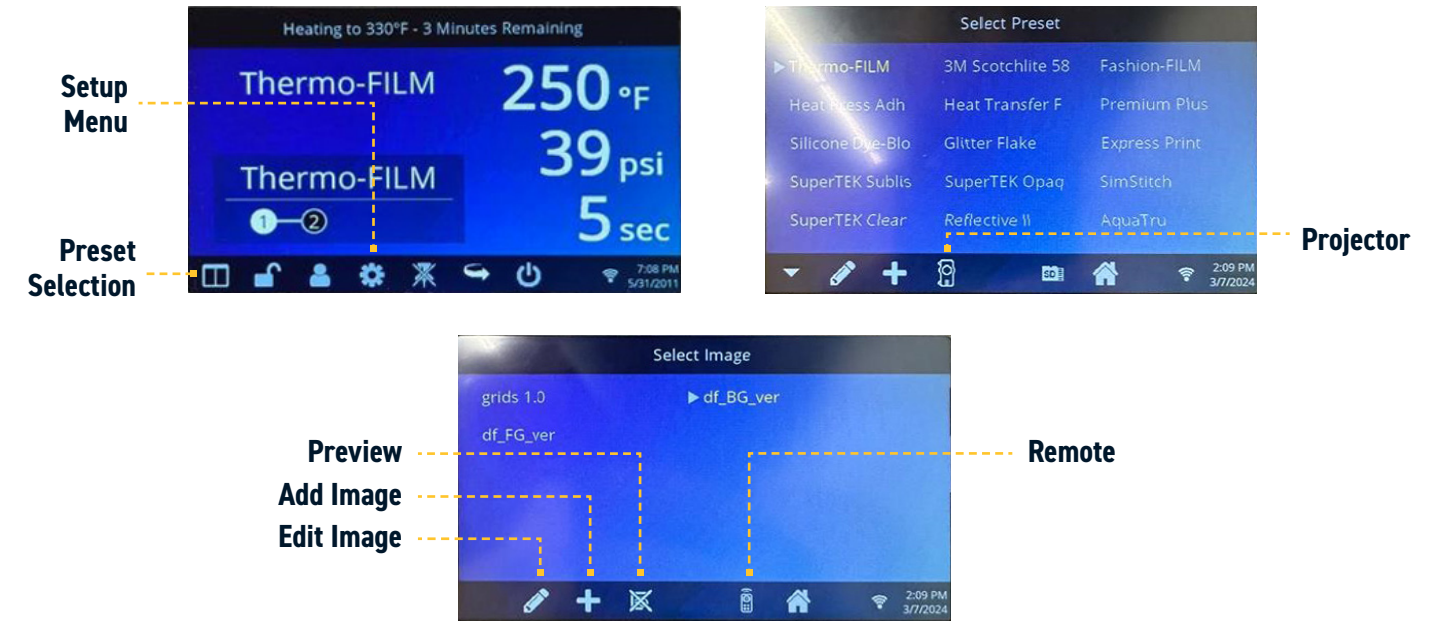 Heating to 330°F - 3 Minutes Remaining
Setup
Menu
Thermo-FILM
250 °F
39 psi
Thermo-FILM
1 2
5 sec
Preset
Selection
7:08 PM
5/31/2011
Select Preset
Thermo-FILM 3M Scotchlite 58 Fashion-FILM
Heat Press Adh Heat Transfer F Premium Plus
Silicone Dye-Blo Glitter Flake Express Print
SuperTEK Sublis SuperTEK Opaq SimStitch
SuperTEK Clear Reflective II AquaTru
Projector
SD
2:09 PM
3/7/2024
Select Image
grids 1.0 df_BG_ver
df_FG_ver
Preview
Add Image
Edit Image
Remote
2:09 PM
3/7/2024